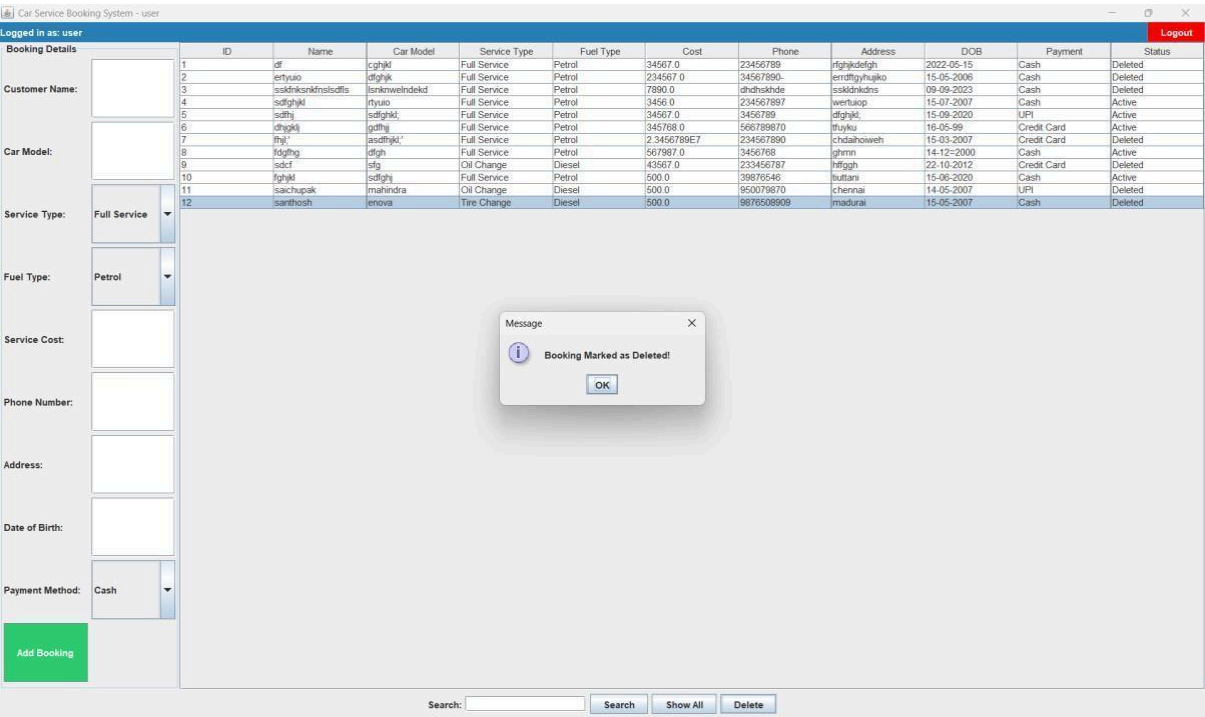 Car Service Booking System - user
Logged in as: user
Logout
Booking Details
Customer Name:
Car Model:
Service Type: Full Service
Fuel Type: Petrol
Service Cost:
Phone Number:
Address:
Date of Birth:
Payment Method: Cash
Add Booking
ID Name Car Model Service Type Fuel Type Cost Phone Address DOB Payment Status
1 df cghjkl Full Service Petrol 34567.0 23456789 rfghjkdefgh 2022-05-15 Cash Deleted
2 ertyuio dfghjk Full Service Petrol 234567.0 34567890- errdftgyhujiko 15-05-2006 Cash Deleted
3 Full Service Petrol 7890.0 dhdhskhde sskldnkdns 09-09-2023 Cash Deleted
4 sdfghjkl rtyuio Full Service Petrol 3456.0 234567897 wertuiop 15-07-2007 Cash Active
5 sdfhj sdfghkl; Full Service Petrol 34567.0 3456789 dfghjkl; 15-09-2020 UPI Active
6 dhjgklj gdfhjj Full Service Petrol 345768.0 566789870 tfuyku 16-05-99 Credit Card Active
7 fhjl;' asdfhjkl;' Full Service Petrol 2.3456789E7 234567890 chdaihoiweh 15-03-2007 Credit Card Deleted
8 fdgfhg dfgh Full Service Petrol 567987.0 3456768 ghmn 14-12=2000 Cash Active
9 sdcf sfg Oil Change Diesel 43567.0 233456787 hffggh 22-10-2012 Credit Card Deleted
10 fghjkl sdfghj Full Service Petrol 500.0 39876546 tiuttani 15-06-2020 Cash Active
11 saichupak mahindra Oil Change Diesel 500.0 950079870 chennai 14-05-2007 UPI Deleted
12 santhosh enova Tire Change Diesel 500.0 9876508909 madurai 15-05-2007 Cash Deleted
Message
Booking Marked as Deleted!
OK
Search: Search Show All Delete